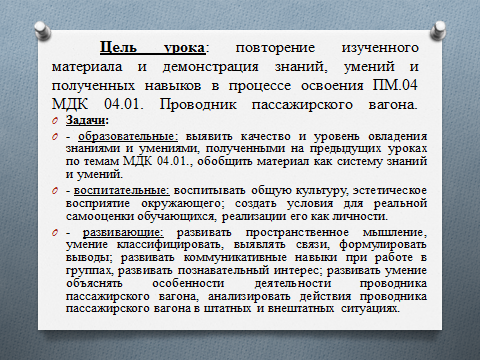 Цель урока: повторение изученного
материала и демонстрация знаний, умений и
полученных навыков в процессе освоения ПМ.04
МДК 04.01. Проводник пассажирского вагона.
Задачи:
- образовательные: выявить качество и уровень овладения
знаниями и умениями, полученными на предыдущих уроках
по темам МДК 04.01., обобщить материал как систему знаний
и умений.
- воспитательные: воспитывать общую культуру, эстетическое
восприятие окружающего; создать условия для реальной
самооценки обучающихся, реализации его как личности.
- развивающие: развивать пространственное мышление,
умение классифицировать, выявлять связи, формулировать
выводы; развивать коммуникативные навыки при работе в
группах, развивать познавательный интерес; развивать умение
объяснять особенности деятельности проводника
пассажирского вагона, анализировать действия проводника
пассажирского вагона в штатных и внештатных ситуациях.